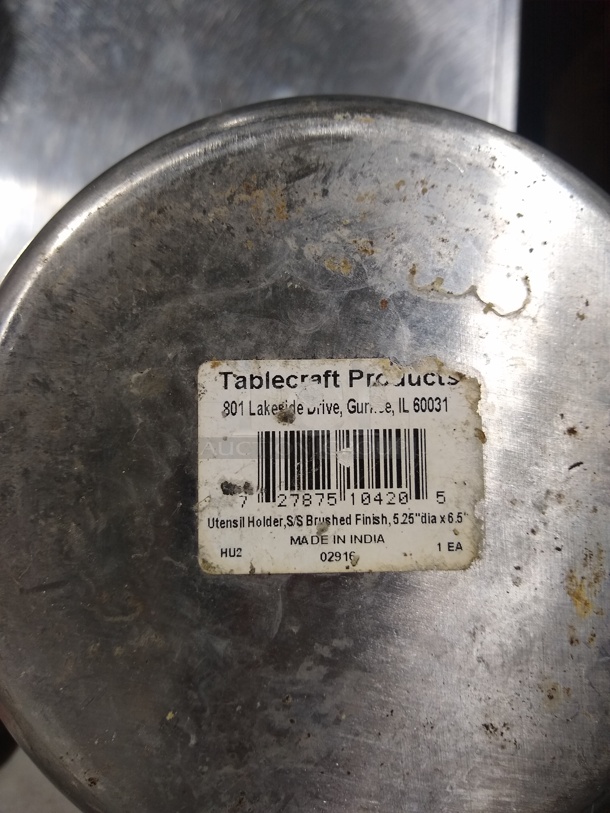 Tablecraft Products
801 Lakeside Drive, Gurnee, IL 60031
7 27875 10420 5
Utensil Holder,S/S Brushed Finish, 5.25"dia x 6.5"
MADE IN INDIA
HU2 02916 1 EA